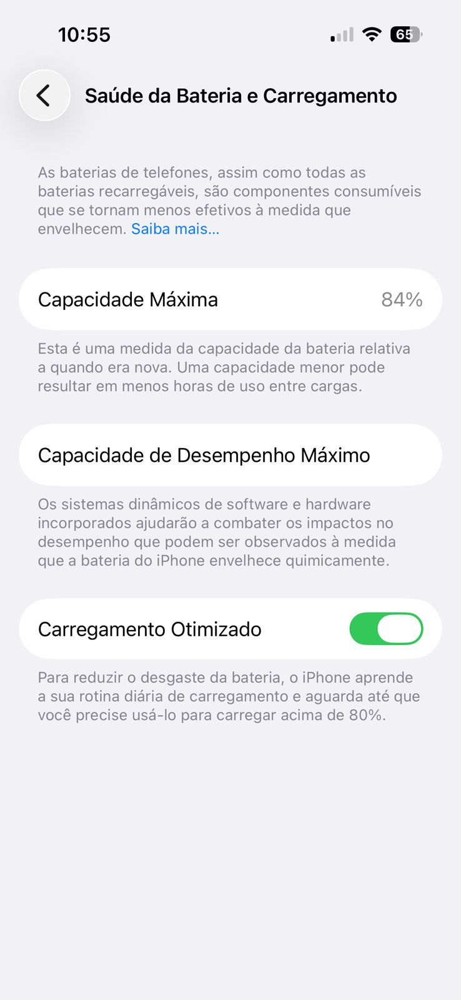 10:55
65
Saúde da Bateria e Carregamento
As baterias de telefones, assim como todas as
baterias recarregáveis, são componentes consumíveis
que se tornam menos efetivos à medida que
envelhecem. Saiba mais...
Capacidade Máxima 84%
Esta é uma medida da capacidade da bateria relativa
a quando era nova. Uma capacidade menor pode
resultar em menos horas de uso entre cargas.
Capacidade de Desempenho Máximo
Os sistemas dinâmicos de software e hardware
incorporados ajudarão a combater os impactos no
desempenho que podem ser observados à medida
que a bateria do iPhone envelhece quimicamente.
Carregamento Otimizado
Para reduzir o desgaste da bateria, o iPhone aprende
a sua rotina diária de carregamento e aguarda até que
você precise usá-lo para carregar acima de 80%.